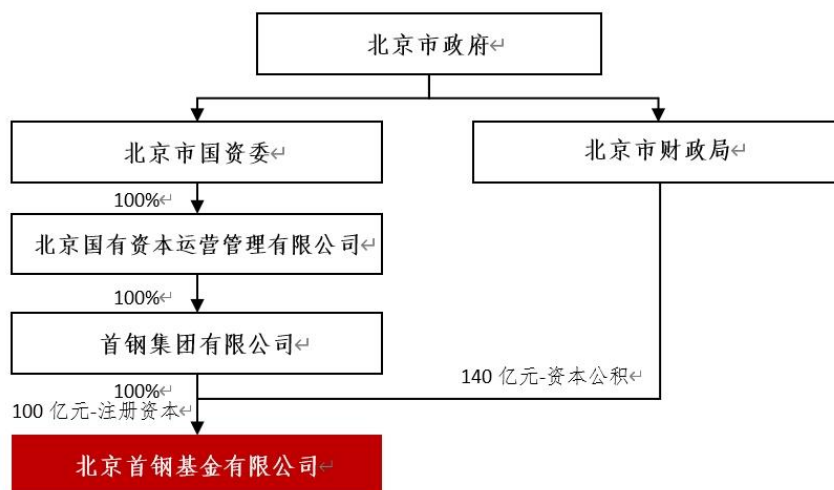 北京市政府↵
北京市国资委↵
北京市财政局↵
100%↵
北京国有资本运营管理有限公司↵
100%↵
首钢集团有限公司↵
100%↵
140 亿元-资本公积↵
100 亿元-注册资本↵
北京首钢基金有限公司↵